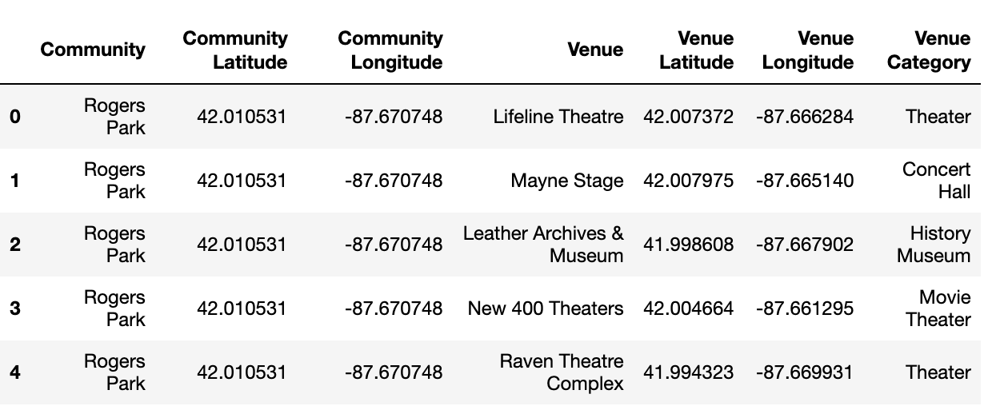 Community Community Latitude Community Longitude Venue Venue Latitude Venue Longitude Venue Category
0 Rogers Park 42.010531 -87.670748 Lifeline Theatre 42.007372 -87.666284 Theater
1 Rogers Park 42.010531 -87.670748 Mayne Stage 42.007975 -87.665140 Concert Hall
2 Rogers Park 42.010531 -87.670748 Leather Archives & Museum 41.998608 -87.667902 History Museum
3 Rogers Park 42.010531 -87.670748 New 400 Theaters 42.004664 -87.661295 Movie Theater
4 Rogers Park 42.010531 -87.670748 Raven Theatre Complex 41.994323 -87.669931 Theater